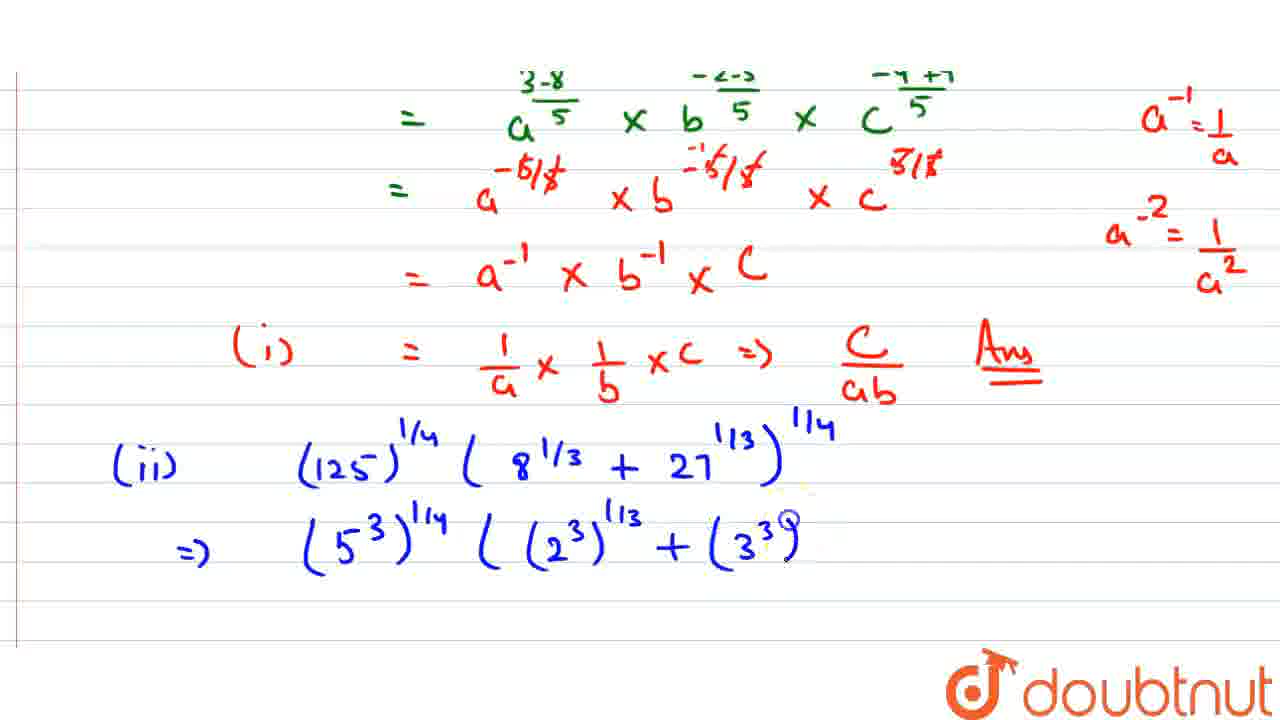 = a^(3-8)/5 × b^(-2-3)/5 × c^(-4+7)/5
a^-1 = 1/a
= a^-5/5 × b^-5/5 × c^5/5
a^-2 = 1/a^2
= a^-1 × b^-1 × C
(i) = 1/a × 1/b × c => C/ab Ans
(ii) (125)^1/4 ( 8^1/3 + 27^1/3 )^1/4
=> (5^3)^1/4 ( (2^3)^1/3 + (3^3)
doubtnut